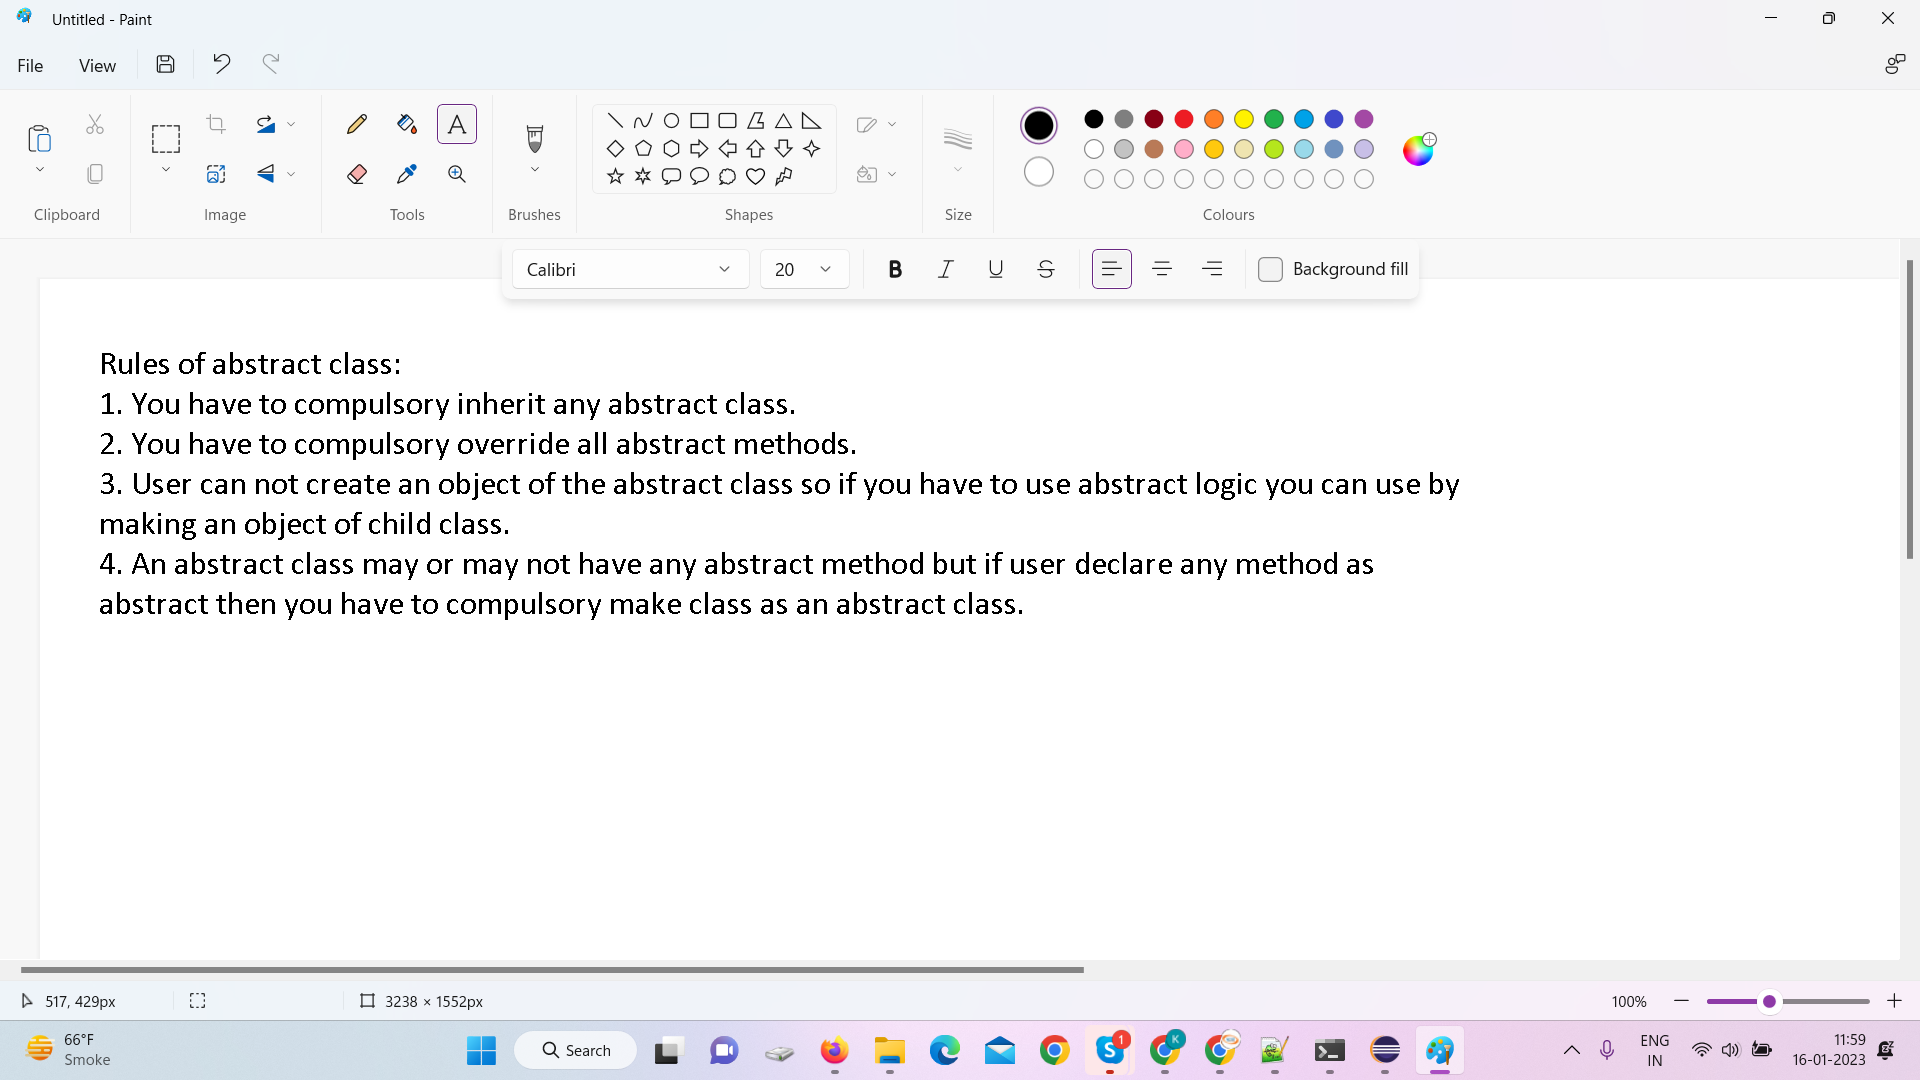 Untitled - Paint
File View
Clipboard Image Tools Brushes Shapes Size Colours
Calibri 20 B I U S Background fill
Rules of abstract class:
1. You have to compulsory inherit any abstract class.
2. You have to compulsory override all abstract methods.
3. User can not create an object of the abstract class so if you have to use abstract logic you can use by
making an object of child class.
4. An abstract class may or may not have any abstract method but if user declare any method as
abstract then you have to compulsory make class as an abstract class.
517, 429px 3238 × 1552px 100%
66°F
Smoke
Search
1
K
ENG
IN
11:59
16-01-2023